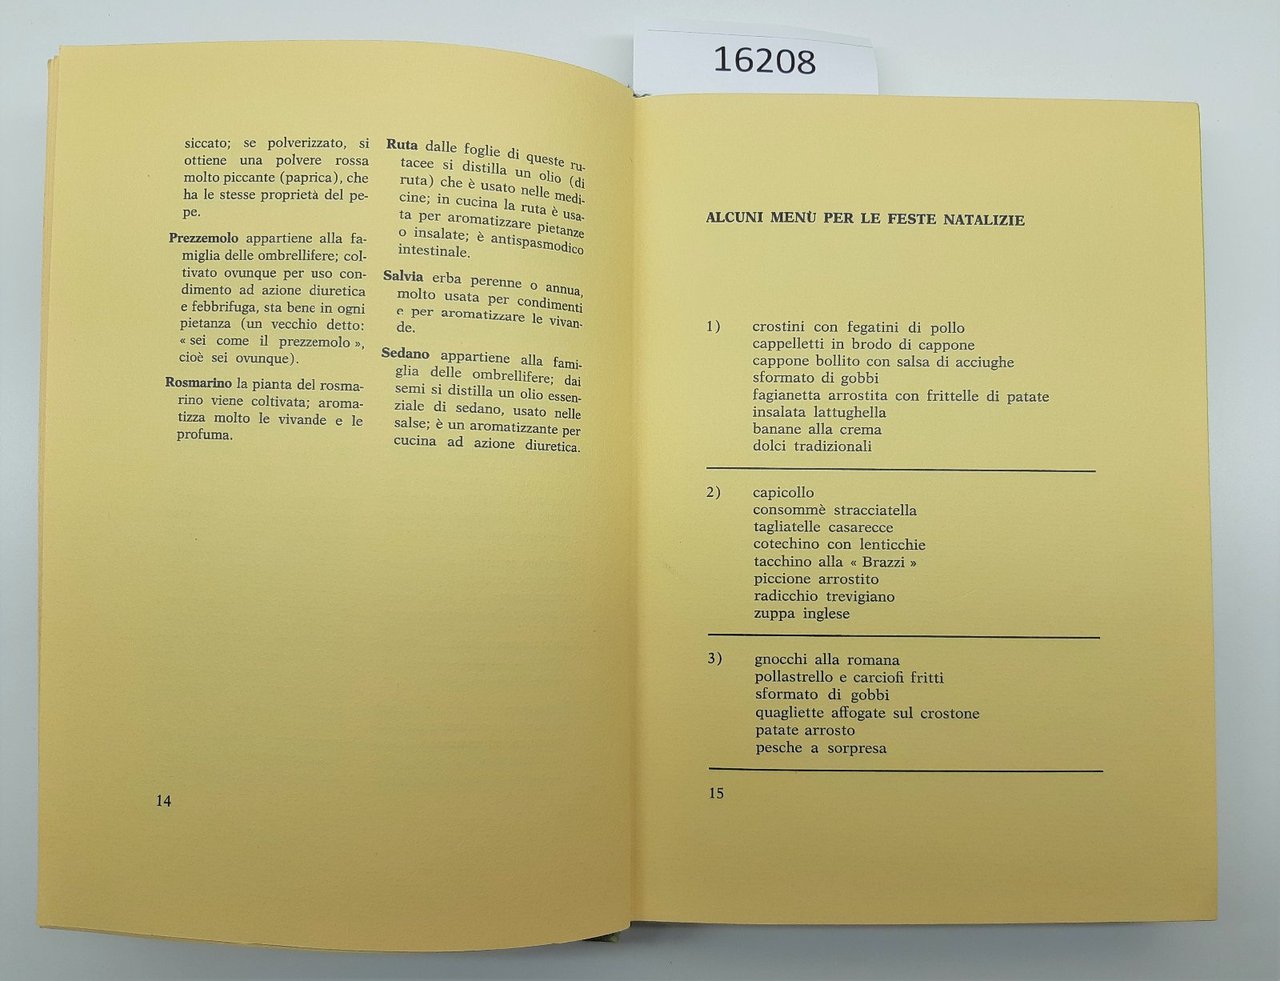 16208
siccato; se polverizzato, si
ottiene una polvere rossa
molto piccante (paprica), che
ha le stesse proprietà del pe-
pe.
Prezzemolo appartiene alla fa-
miglia delle ombrellifere; col-
tivato ovunque per uso con-
dimento ad azione diuretica
e febbrifuga, sta bene in ogni
pietanza (un vecchio detto:
« sei come il prezzemolo »,
cioè sei ovunque).
Rosmarino la pianta del rosma-
rino viene coltivata; aroma-
tizza molto le vivande e le
profuma.
Ruta dalle foglie di queste ru-
tacee si distilla un olio (di
ruta) che è usato nelle medi-
cine; in cucina la ruta è usa-
ta per aromatizzare pietanze
o insalate; è antispasmodico
intestinale.
Salvia erba perenne o annua,
molto usata per condimenti
e per aromatizzare le vivan-
de.
Sedano appartiene alla fami-
glia delle ombrellifere; dai
semi si distilla un olio essen-
ziale di sedano, usato nelle
salse; è un aromatizzante per
cucina ad azione diuretica.
14
ALCUNI MENÙ PER LE FESTE NATALIZIE
1) crostini con fegatini di pollo
cappelletti in brodo di cappone
cappone bollito con salsa di acciughe
sformato di gobbi
fagianetta arrostita con frittelle di patate
insalata lattughella
banane alla crema
dolci tradizionali
2) capicollo
consommè stracciatella
tagliatelle casarecce
cotechino con lenticchie
tacchino alla « Brazzi »
piccione arrostito
radicchio trevigiano
zuppa inglese
3) gnocchi alla romana
pollastrello e carciofi fritti
sformato di gobbi
quagliette affogate sul crostone
patate arrosto
pesche a sorpresa
15